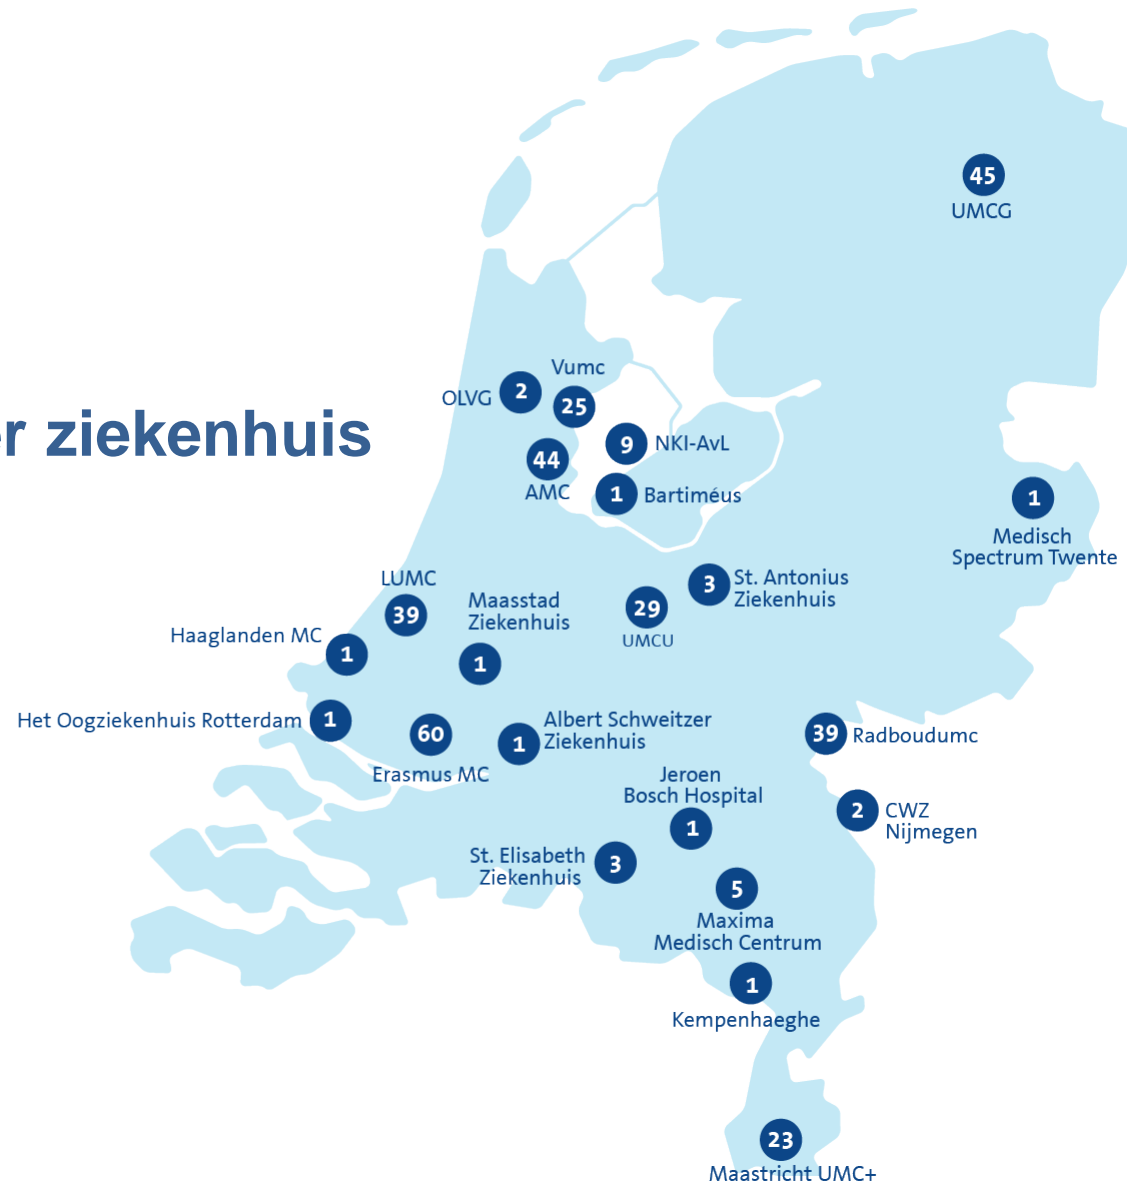 45
UMCG
Vumc
OLVG
2
25
9
NKI-AvL
er ziekenhuis
44
AMC
1
Bartiméus
1
Medisch
Spectrum Twente
LUMC
39
Maasstad
Ziekenhuis
1
3
St. Antonius
Ziekenhuis
29
UMCU
Haaglanden MC
1
Het Oogziekenhuis Rotterdam
1
60
Erasmus MC
1
Albert Schweitzer
Ziekenhuis
39
Radboudumc
Jeroen
Bosch Hospital
1
2
CWZ
Nijmegen
St. Elisabeth
Ziekenhuis
3
5
Maxima
Medisch Centrum
1
Kempenhaeghe
23
Maastricht UMC+